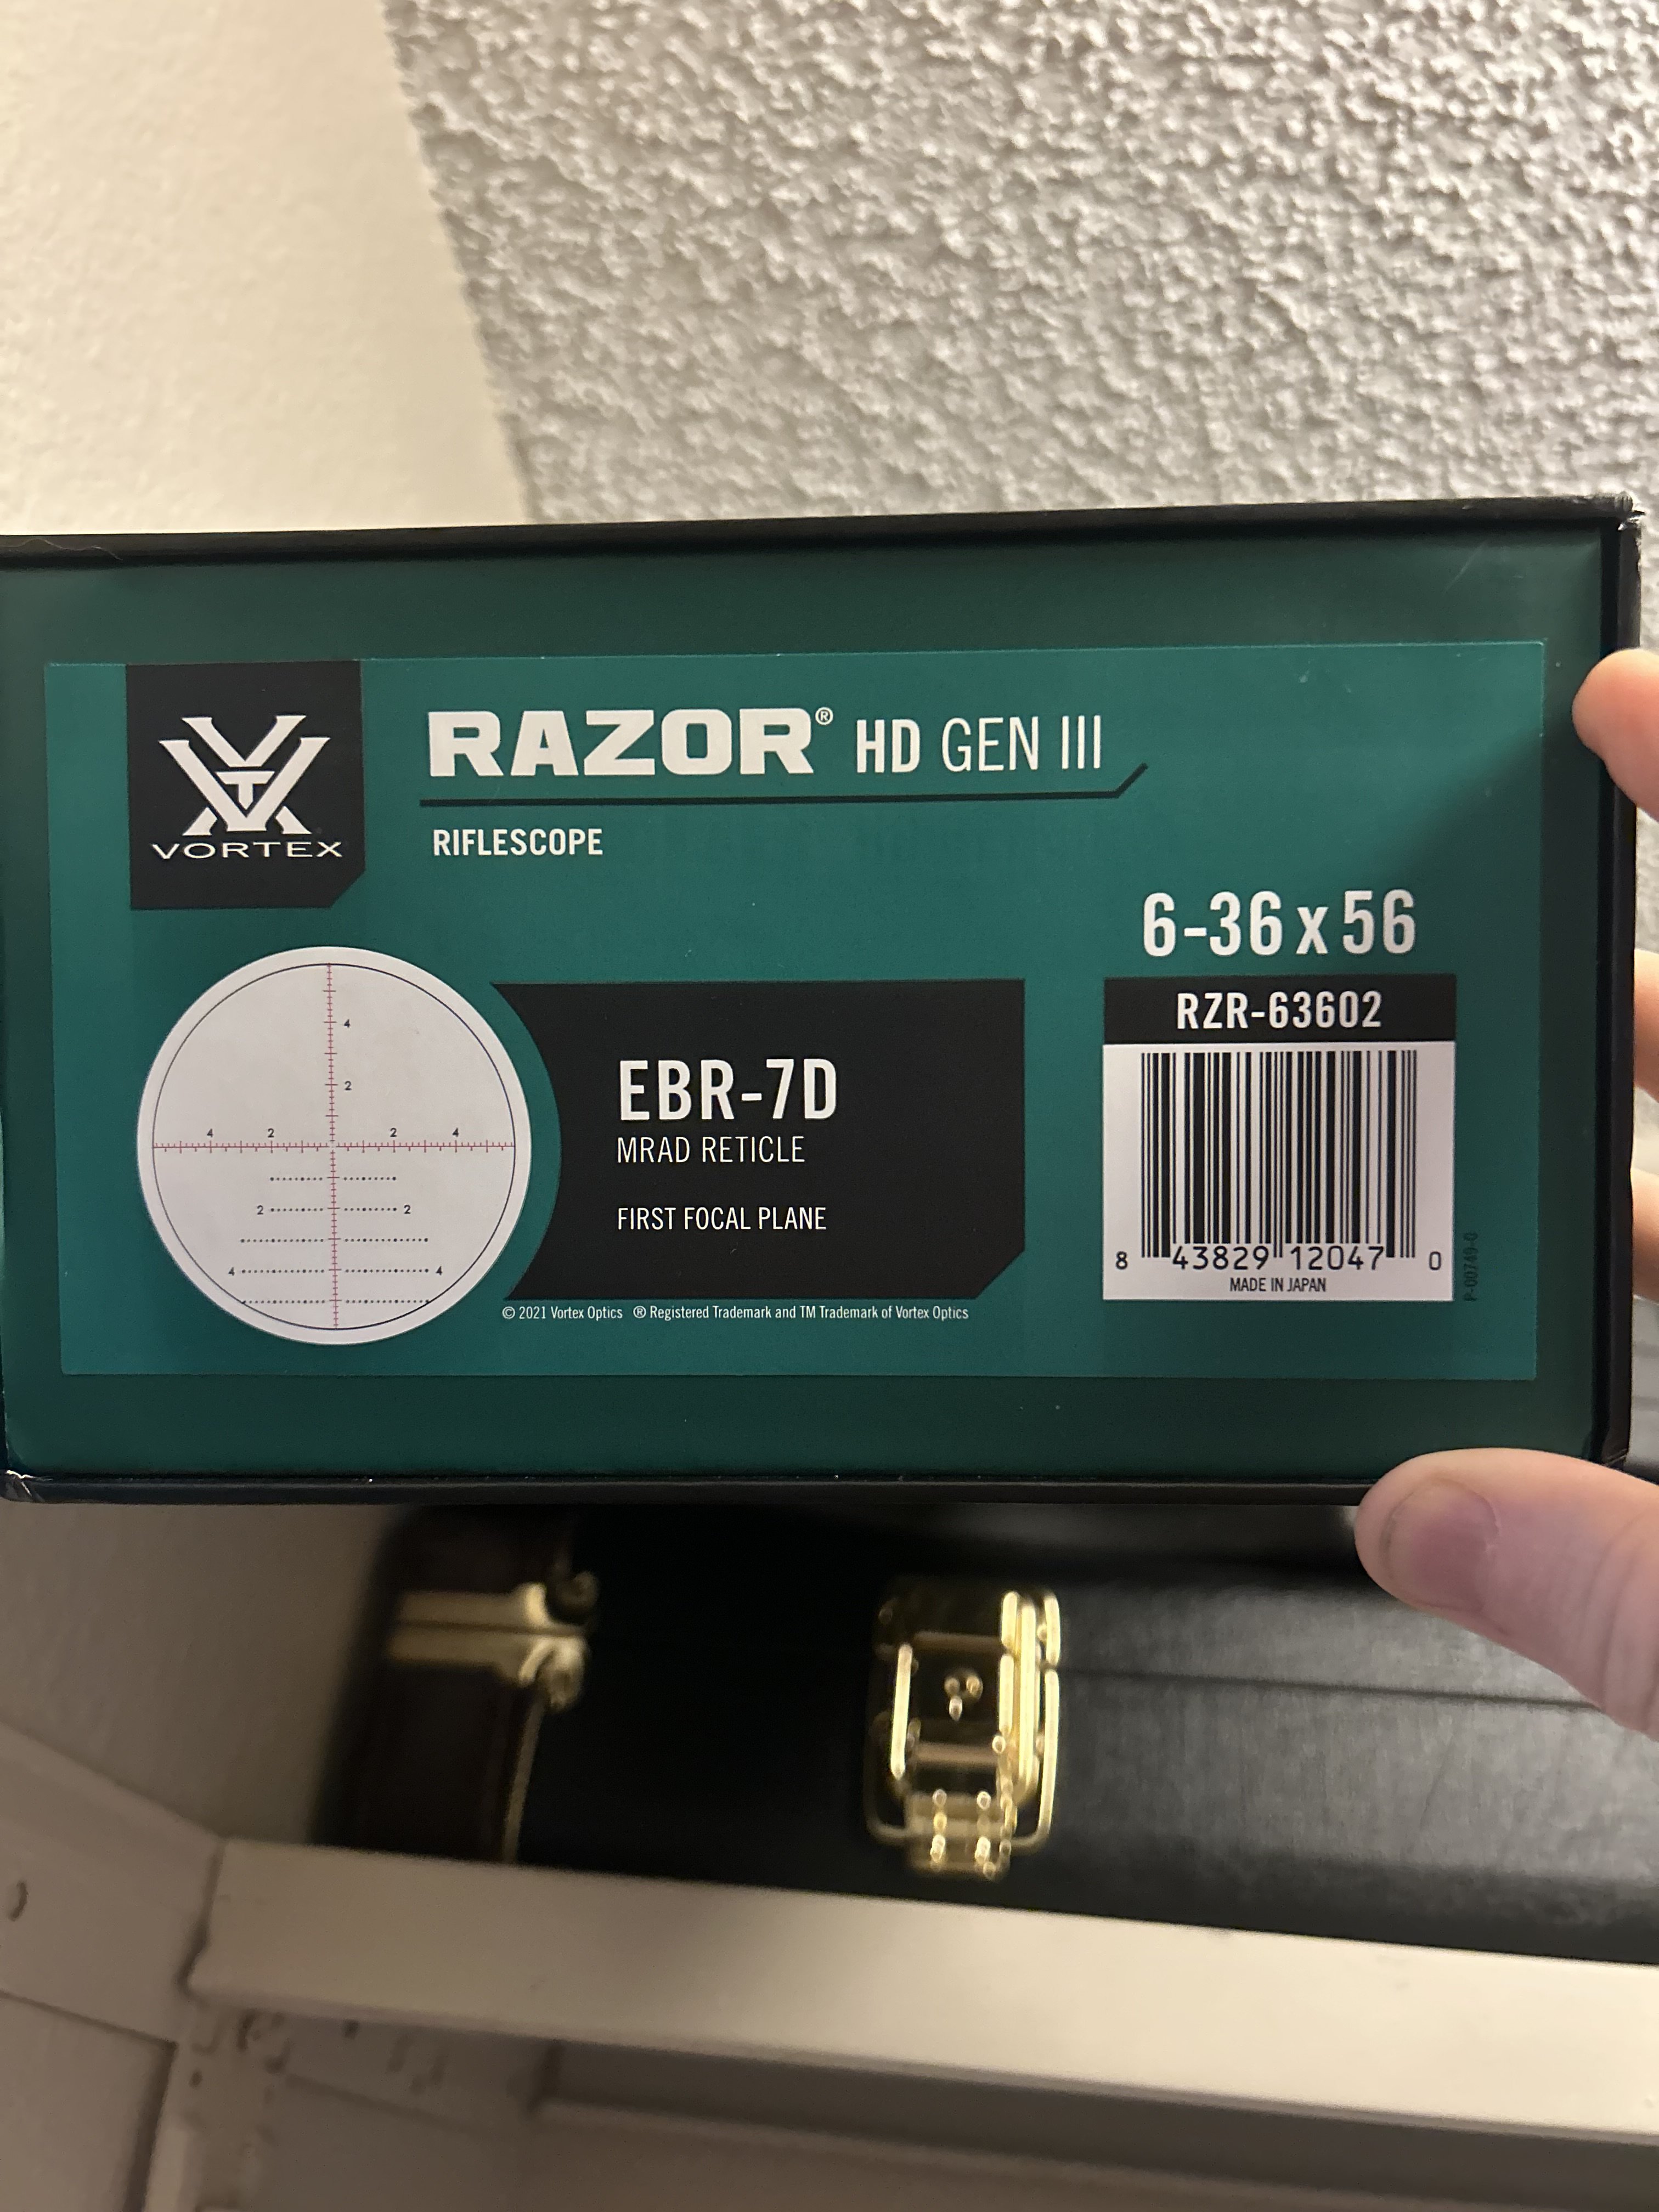 RAZOR® HD GEN III
VORTEX
RIFLESCOPE
6-36 x 56
RZR-63602
4
2
4 2 2 4
2 2
4 4
EBR-7D
MRAD RETICLE
FIRST FOCAL PLANE
8 43829 12047 0
MADE IN JAPAN
P-00749-0
© 2021 Vortex Optics ® Registered Trademark and TM Trademark of Vortex Optics